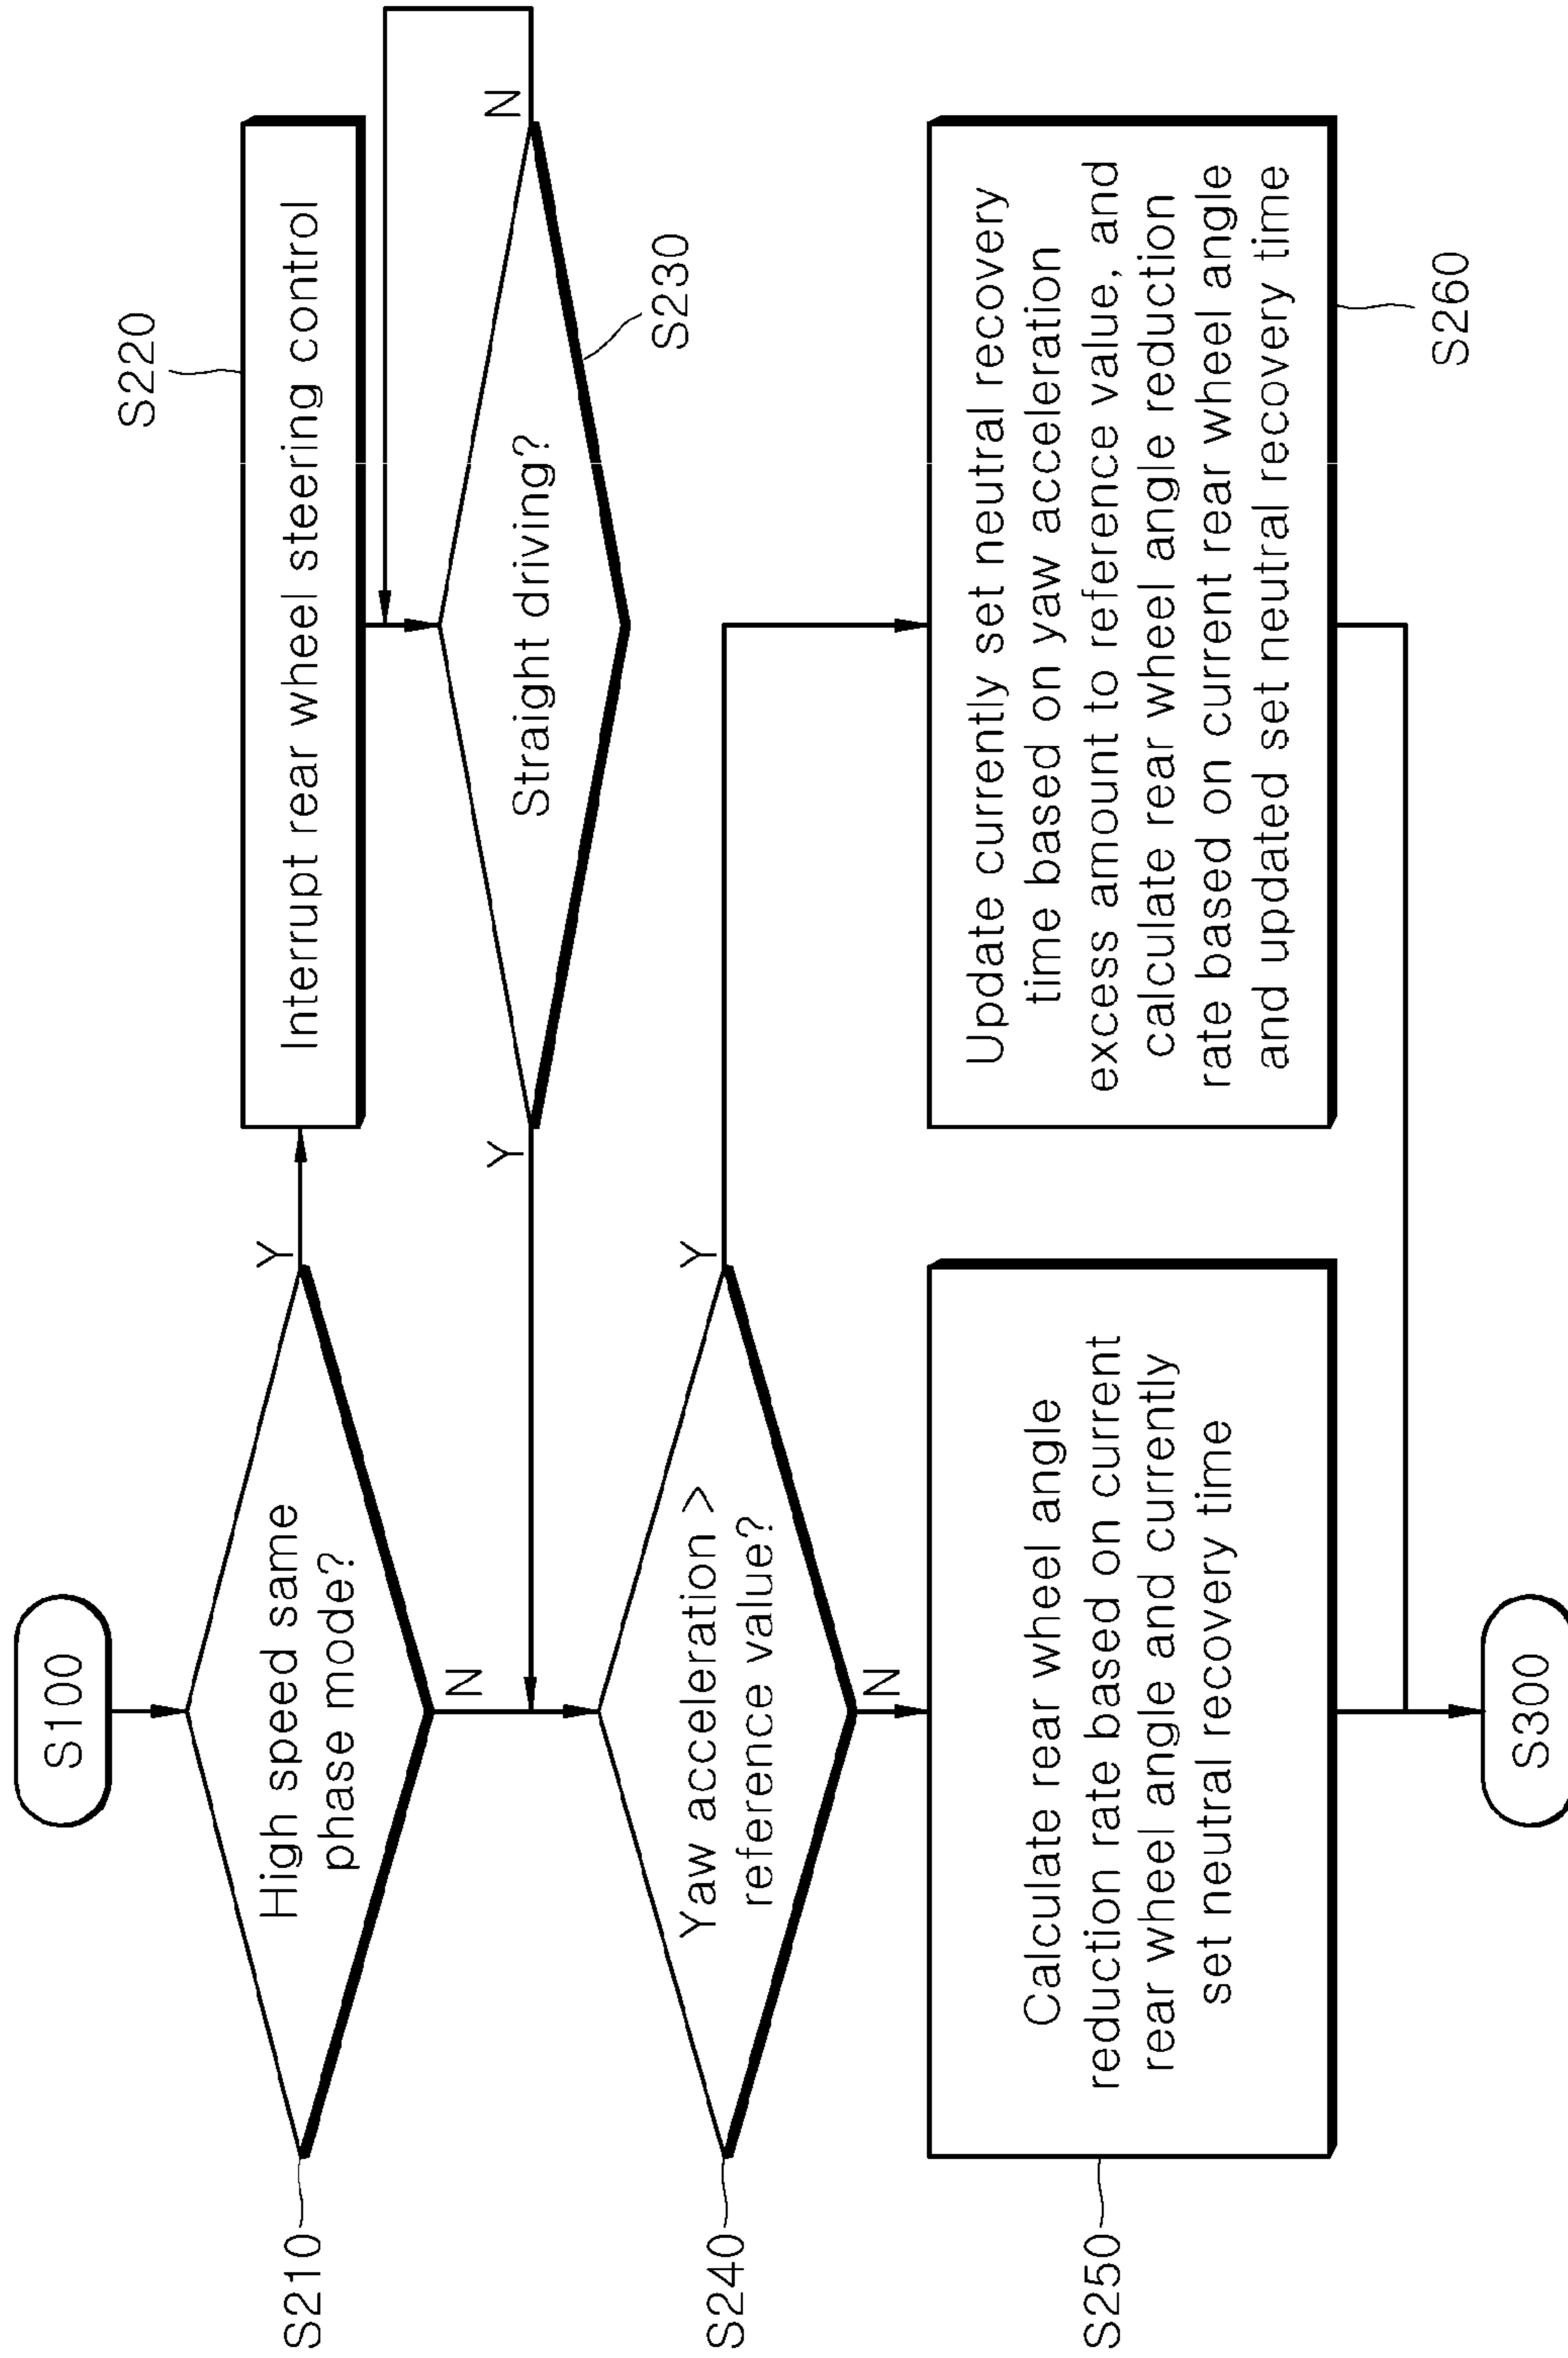 S100
High speed same
phase mode?
Y
N
S210
Interrupt rear wheel steering control
S220
Straight driving?
Y
N
S230
Yaw acceleration >
reference value?
Y
N
S240
Calculate rear wheel angle
reduction rate based on current
rear wheel angle and currently
set neutral recovery time
S250
Update currently set neutral recovery
time based on yaw acceleration
excess amount to reference value, and
calculate rear wheel angle reduction
rate based on current rear wheel angle
and updated set neutral recovery time
S260
S300